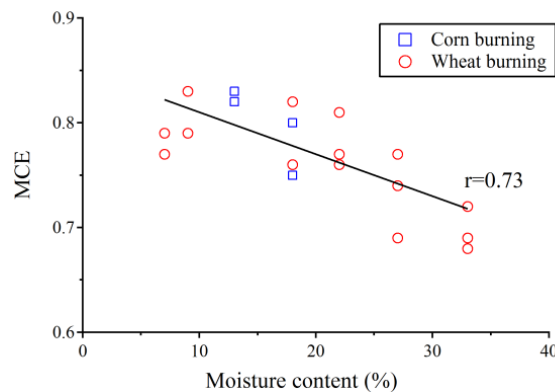 0.9
Corn burning
Wheat burning
0.8
MCE
r=0.73
0.7
0.6
0 10 20 30 40
Moisture content (%)